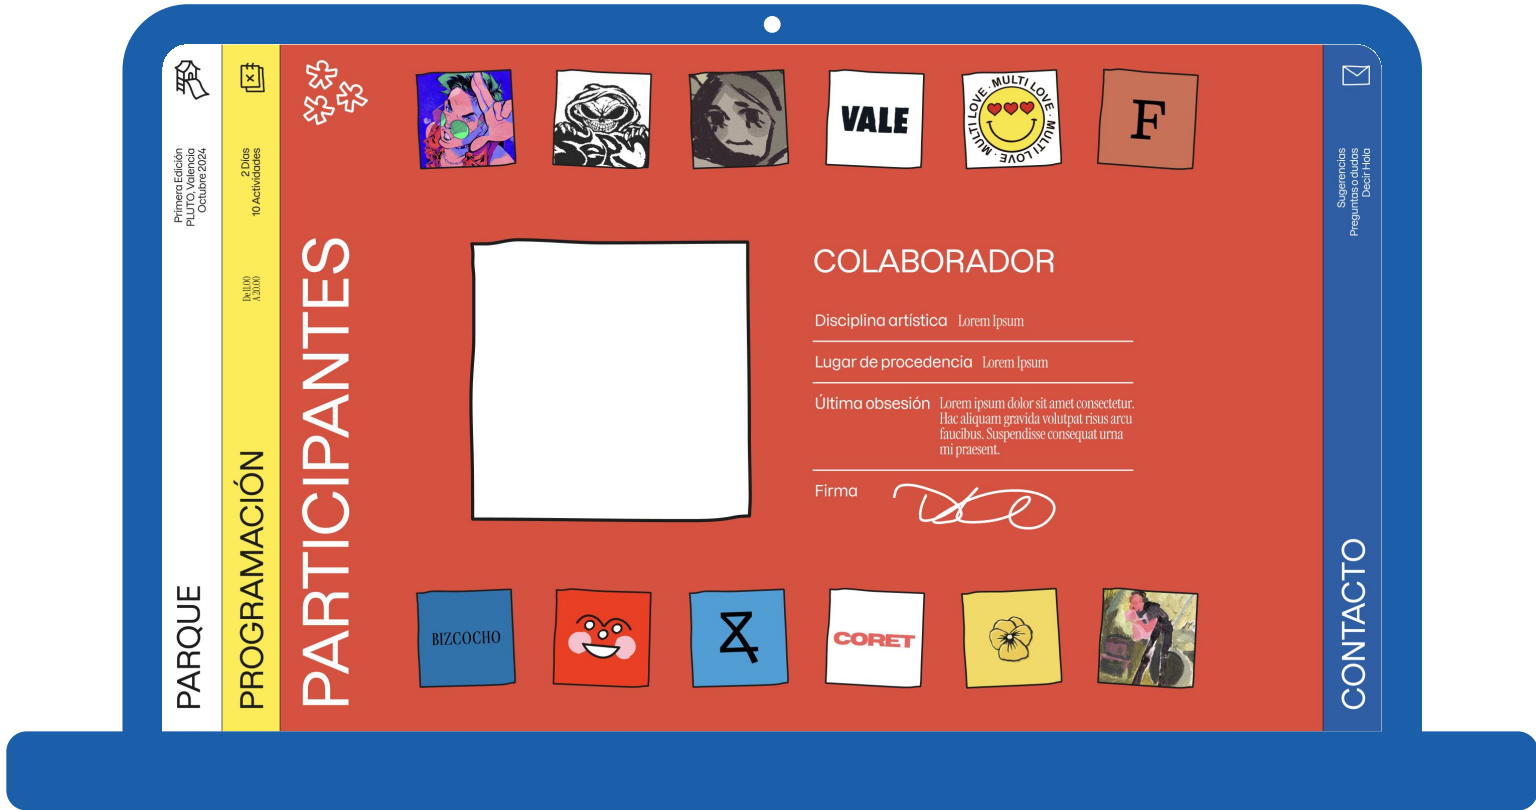 Primera Edición
PLUTO, Valencia
Octubre 2024
PARQUE
2 Días
10 Actividades
De 11.00
A 20.00
PROGRAMACIÓN
PARTICIPANTES
VALE
MULTI LOVE · MULTI LOVE · MULTI LOVE · MULTI LOVE ·
F
COLABORADOR
Disciplina artística Lorem Ipsum
Lugar de procedencia Lorem Ipsum
Última obsesión Lorem ipsum dolor sit amet consectetur.
Hac aliquam gravida volutpat risus arcu
faucibus. Suspendisse consequat urna
mi praesent.
Firma
BIZCOCHO
CORET
Sugerencias
Preguntas o dudas
Decir Hola
CONTACTO